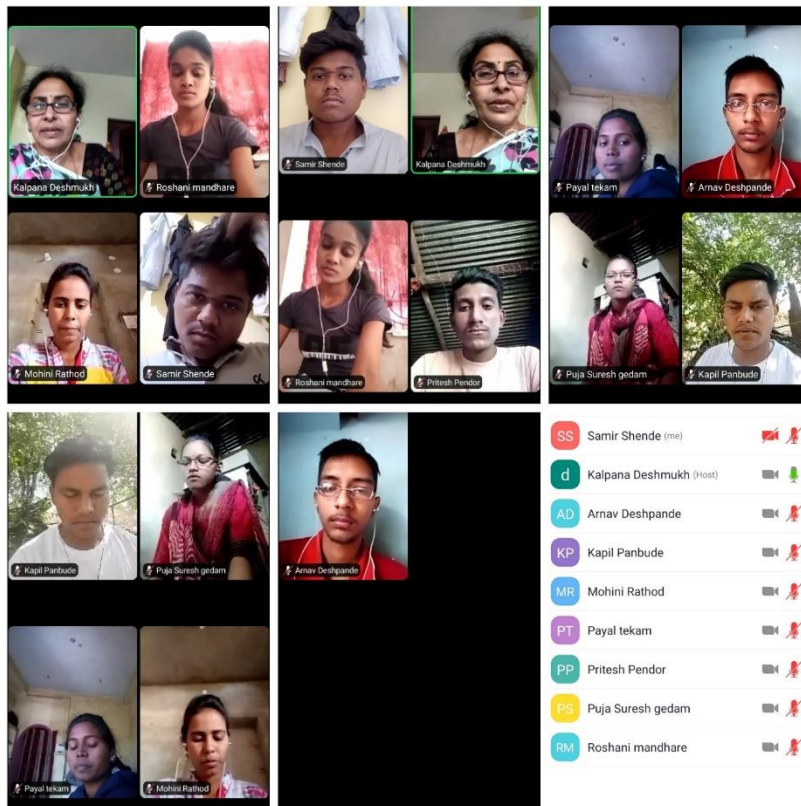 Kalpana Deshmukh
Roshani mandhare
Mohini Rathod
Samir Shende
Samir Shende
Kalpana Deshmukh
Roshani mandhare
Pritesh Pendor
Payal tekam
Arnav Deshpande
Puja Suresh gedam
Kapil Panbude
Kapil Panbude
Puja Suresh gedam
Payal tekam
Mohini Rathod
Arnav Deshpande
SS Samir Shende (me)
d Kalpana Deshmukh (Host)
AD Arnav Deshpande
KP Kapil Panbude
MR Mohini Rathod
PT Payal tekam
PP Pritesh Pendor
PS Puja Suresh gedam
RM Roshani mandhare